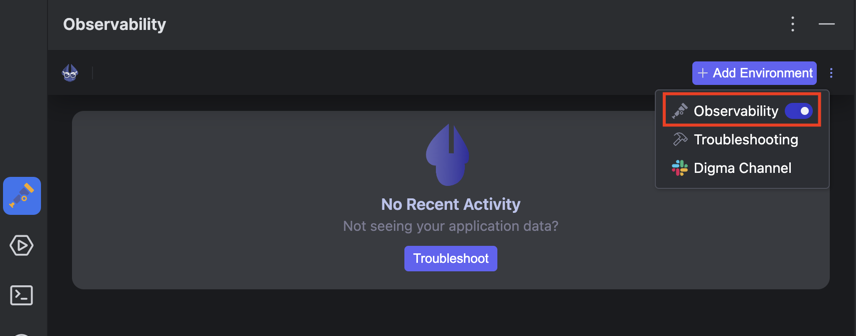 Observability
+ Add Environment
Observability
Troubleshooting
Digma Channel
No Recent Activity
Not seeing your application data?
Troubleshoot